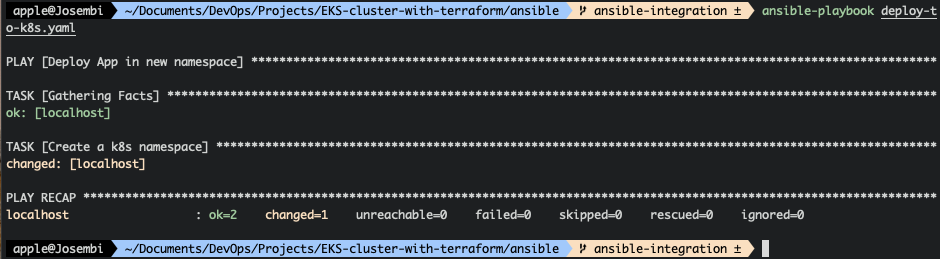 apple@Josembi ~/Documents/DevOps/Projects/EKS-cluster-with-terraform/ansible ansible-integration ± ansible-playbook deploy-t
o-k8s.yaml
PLAY [Deploy App in new namespace] **************************************************************************************************
TASK [Gathering Facts] **************************************************************************************************************
ok: [localhost]
TASK [Create a k8s namespace] *******************************************************************************************************
changed: [localhost]
PLAY RECAP **************************************************************************************************************************
localhost : ok=2 changed=1 unreachable=0 failed=0 skipped=0 rescued=0 ignored=0
apple@Josembi ~/Documents/DevOps/Projects/EKS-cluster-with-terraform/ansible ansible-integration ±